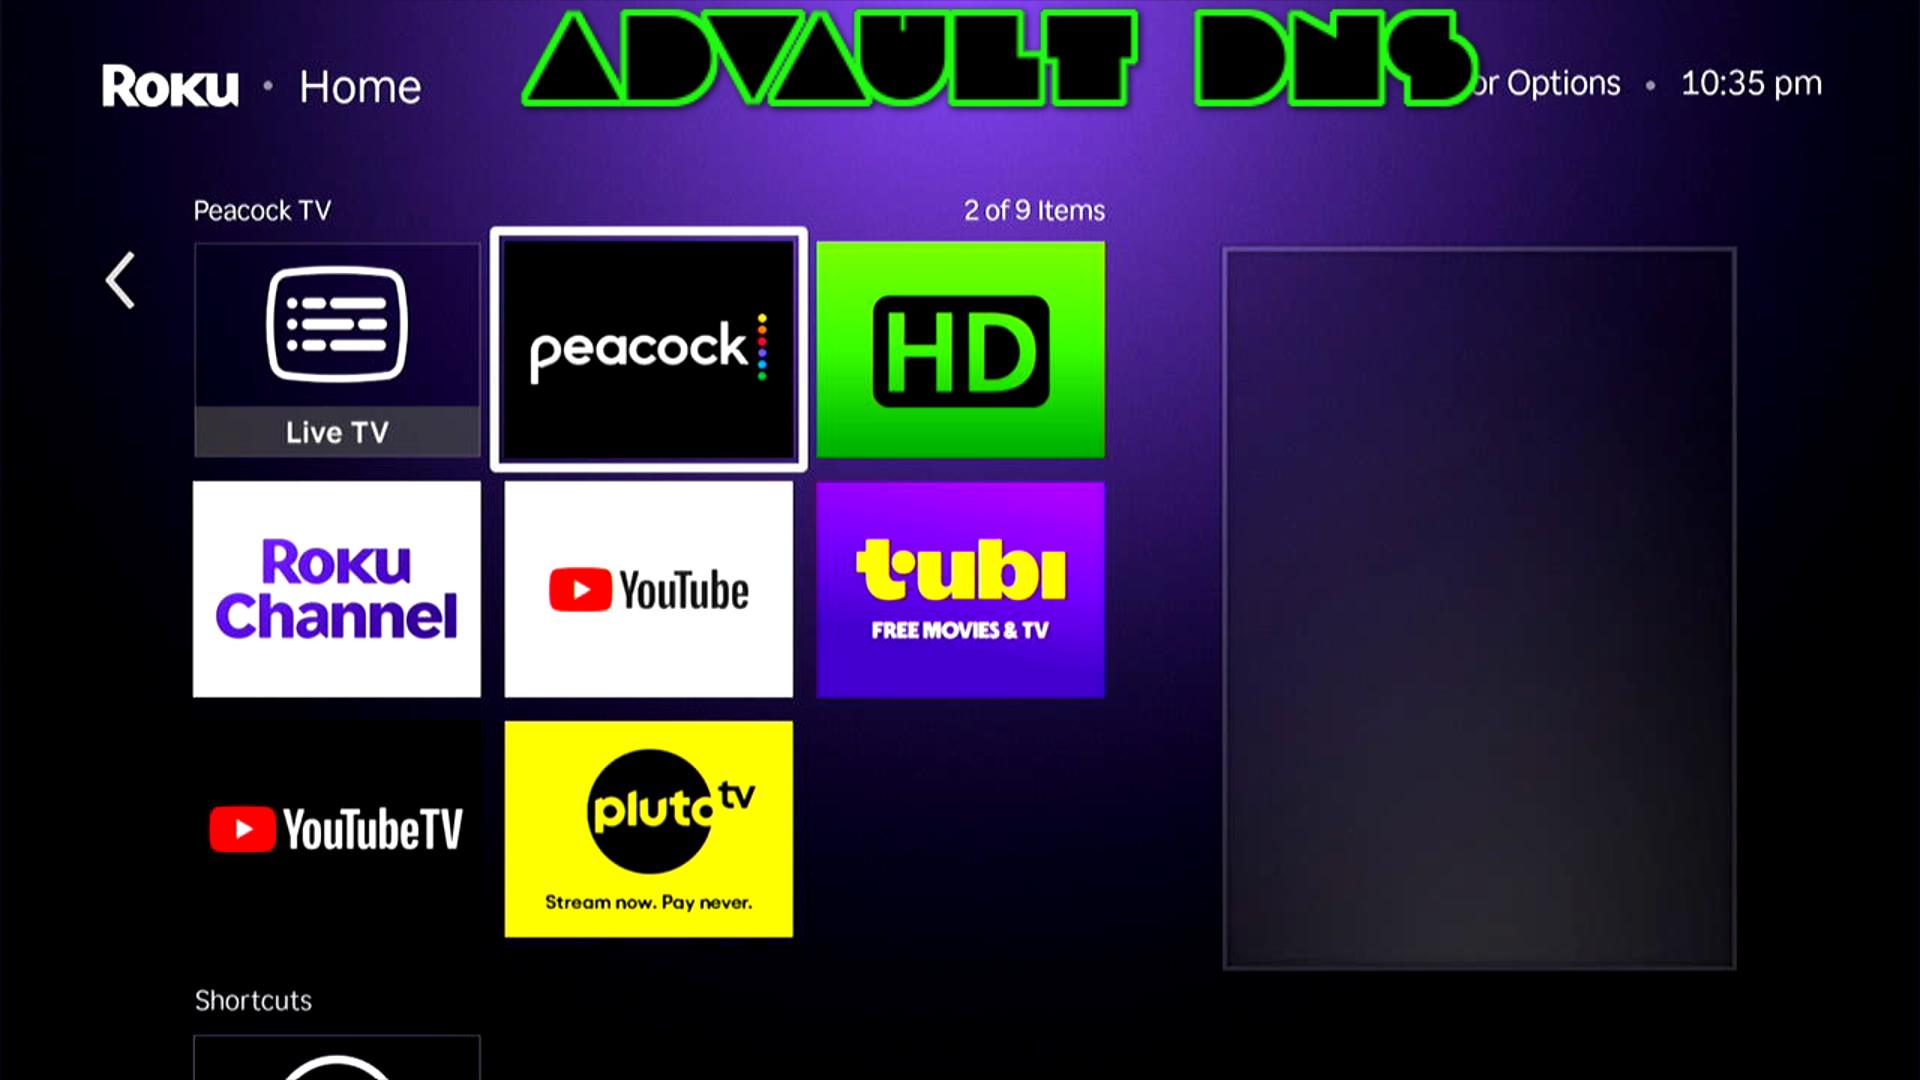 ADVAULT DNS
Roku • Home
or Options • 10:35 pm
Peacock TV
2 of 9 Items
Live TV
peacock
HD
Roku
Channel
YouTube
tubi
FREE MOVIES & TV
YouTubeTV
pluto tv
Stream now. Pay never.
Shortcuts